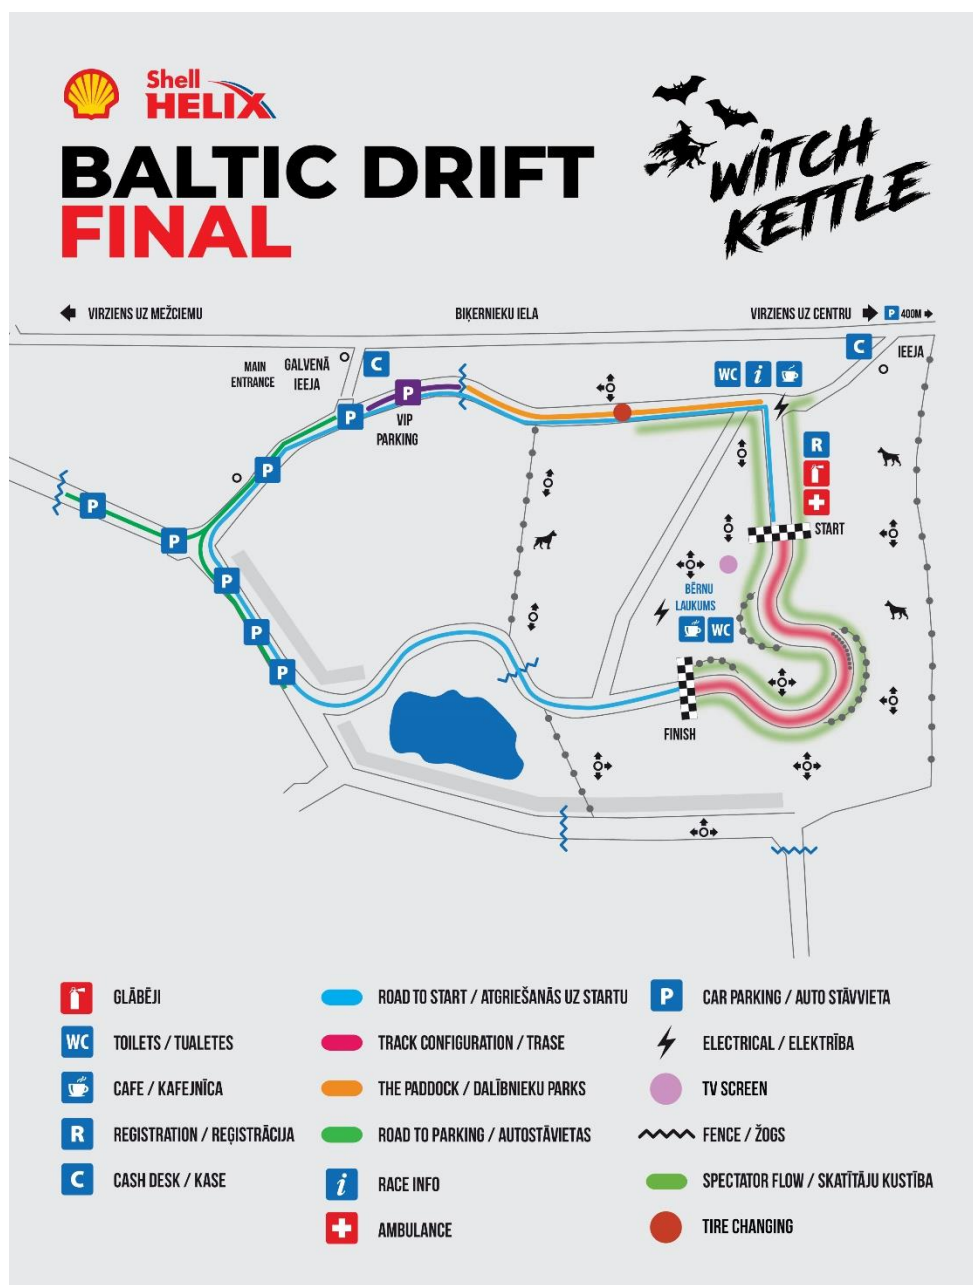 Shell
HELIX
BALTIC DRIFT
FINAL
WITCH
KETTLE
VIRZIENS UZ MEŽCIEMU
BIĶERNIEKU IELA
VIRZIENS UZ CENTRU
P 400M
MAIN
ENTRANCE
GALVENĀ
IEEJA
C
C
IEEJA
WC
i
P
VIP
PARKING
P
P
P
P
P
P
P
R
START
BĒRNU
LAUKUMS
WC
FINISH
GLĀBĒJI
WC TOILETS / TUALETES
CAFE / KAFEJNĪCA
R REGISTRATION / REĢISTRĀCIJA
C CASH DESK / KASE
ROAD TO START / ATGRIEŠANĀS UZ STARTU
TRACK CONFIGURATION / TRASE
THE PADDOCK / DALĪBNIEKU PARKS
ROAD TO PARKING / AUTOSTĀVIETAS
i RACE INFO
AMBULANCE
P CAR PARKING / AUTO STĀVVIETA
ELECTRICAL / ELEKTRĪBA
TV SCREEN
FENCE / ŽOGS
SPECTATOR FLOW / SKATĪTĀJU KUSTĪBA
TIRE CHANGING